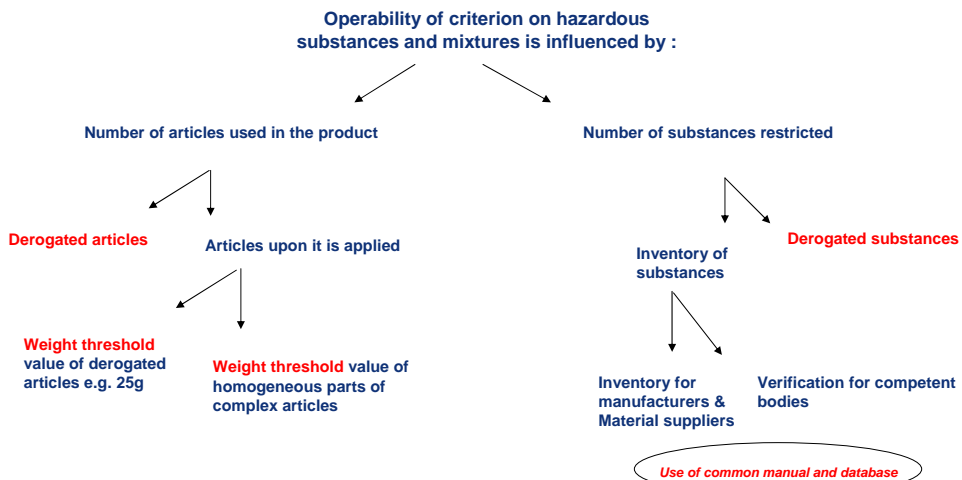 Operability of criterion on hazardous
substances and mixtures is influenced by :
Number of articles used in the product
Number of substances restricted
Derogated articles
Articles upon it is applied
Inventory of
substances
Derogated substances
Weight threshold
value of derogated
articles e.g. 25g
Weight threshold value of
homogeneous parts of
complex articles
Inventory for
manufacturers &
Material suppliers
Verification for competent
bodies
Use of common manual and database